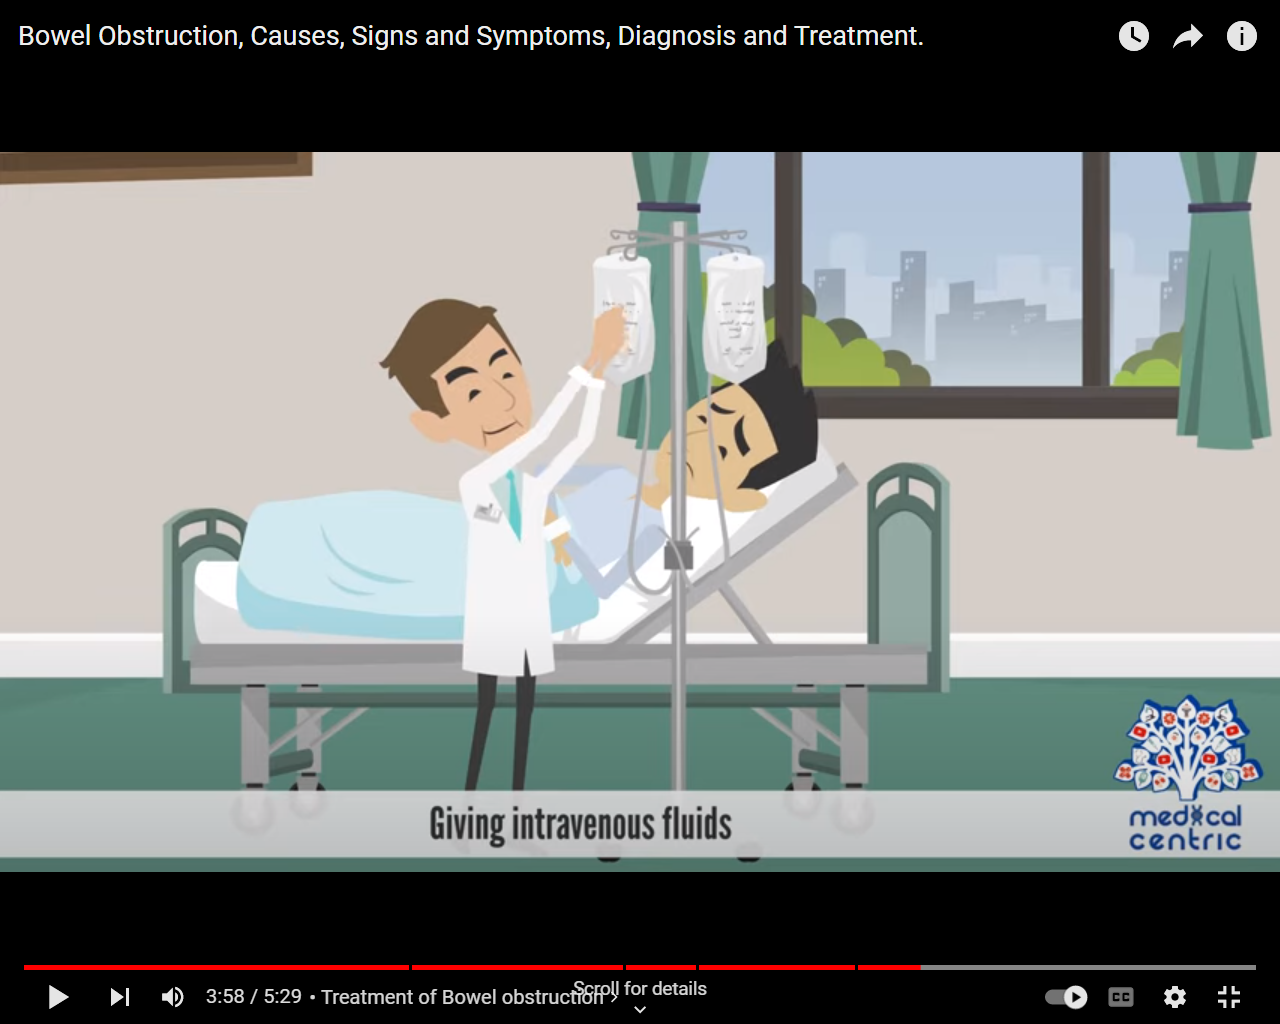 Bowel Obstruction, Causes, Signs and Symptoms, Diagnosis and Treatment.
Giving intravenous fluids
medical
centric
3:58 / 5:29 • Treatment of Bowel obstruction ›
Scroll for details
CC